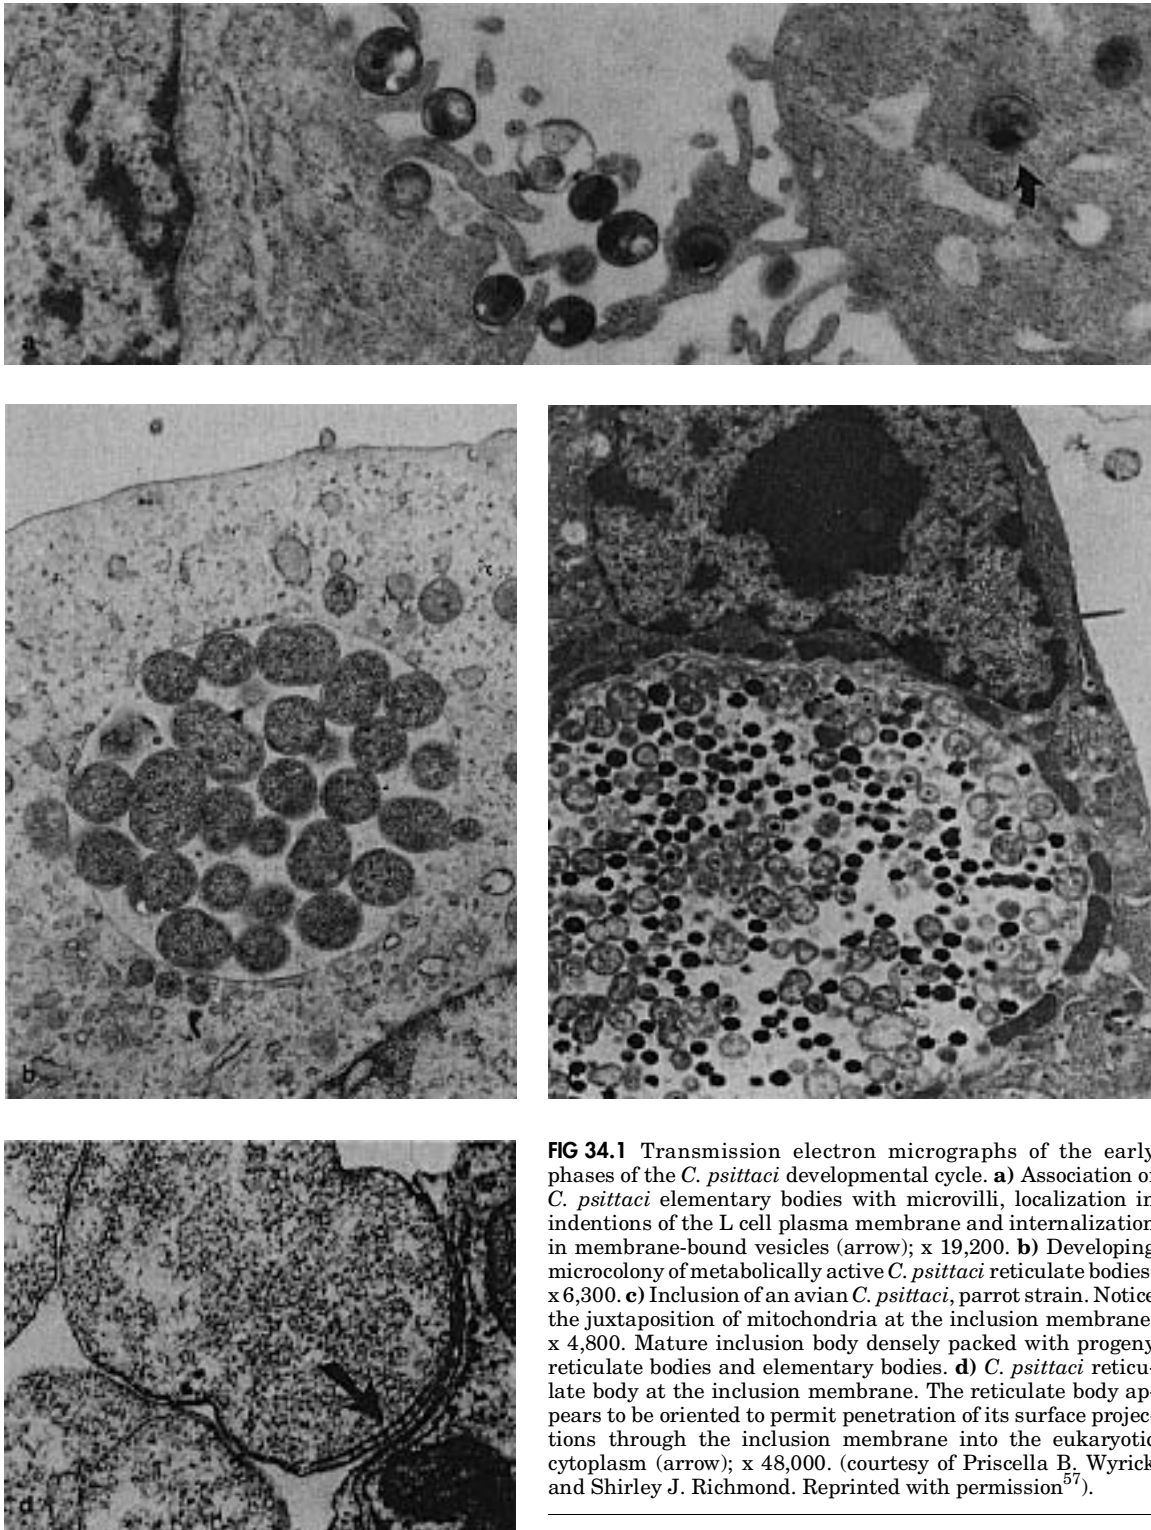 a
b
c
d
FIG 34.1 Transmission electron micrographs of the early
phases of the C. psittaci developmental cycle. a) Association of
C. psittaci elementary bodies with microvilli, localization in
indentions of the L cell plasma membrane and internalization
in membrane-bound vesicles (arrow); x 19,200. b) Developing
microcolony of metabolically active C. psittaci reticulate bodies
x 6,300. c) Inclusion of an avian C. psittaci, parrot strain. Notice
the juxtaposition of mitochondria at the inclusion membrane
x 4,800. Mature inclusion body densely packed with progeny
reticulate bodies and elementary bodies. d) C. psittaci reticu-
late body at the inclusion membrane. The reticulate body ap-
pears to be oriented to permit penetration of its surface projec-
tions through the inclusion membrane into the eukaryotic
cytoplasm (arrow); x 48,000. (courtesy of Priscella B. Wyrick
and Shirley J. Richmond. Reprinted with permission57).